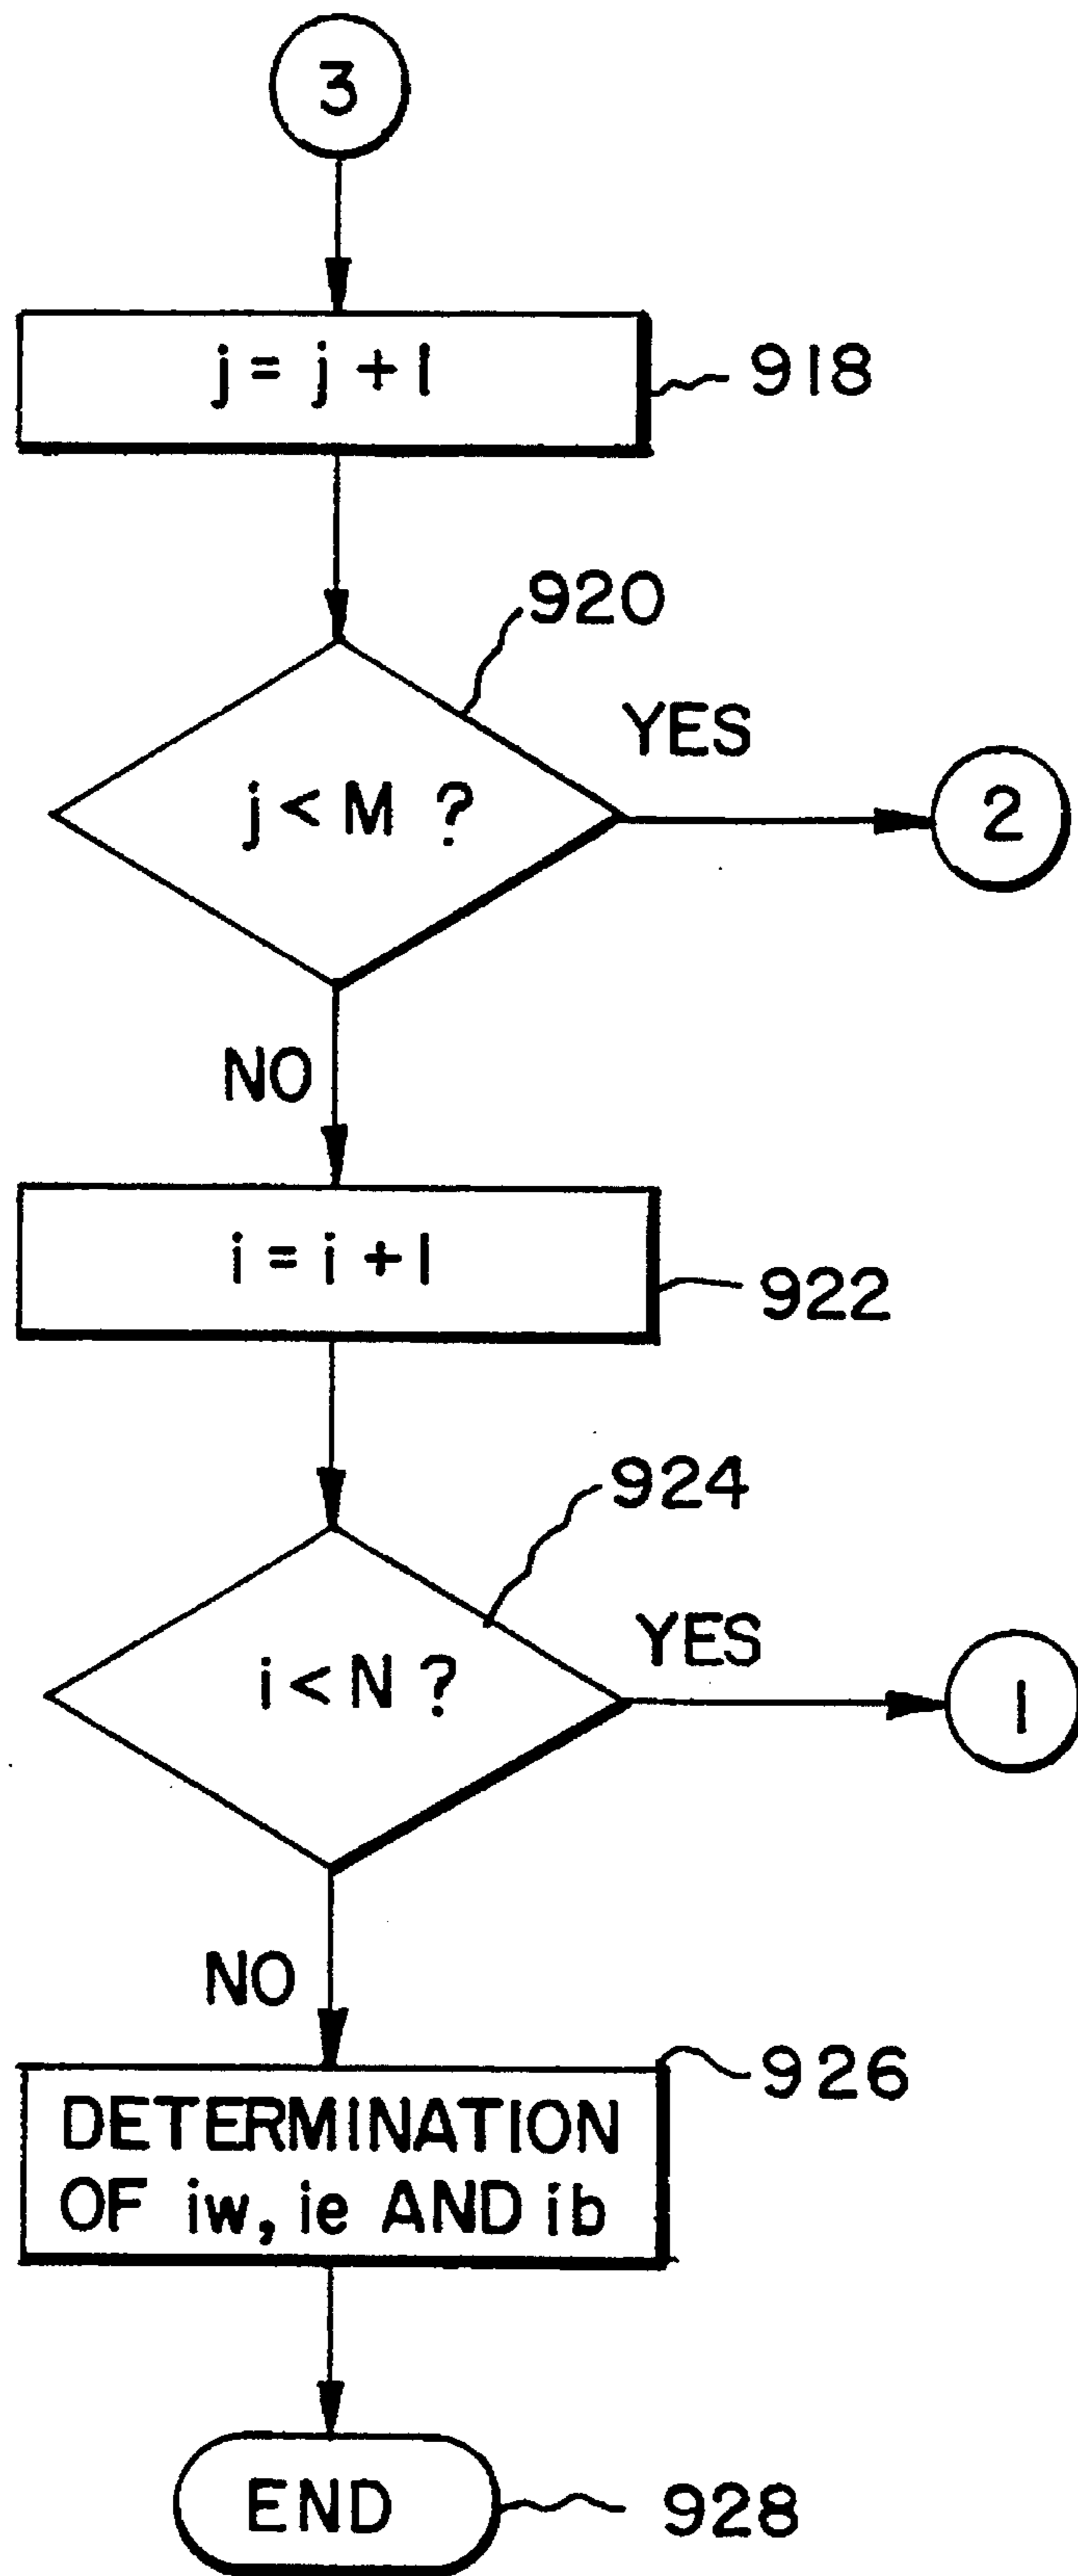 3
j = j + 1
918
920
j < M ?
YES
2
NO
i = i + 1
922
924
i < N ?
YES
1
NO
926
DETERMINATION
OF iw, ie AND ib
END
928